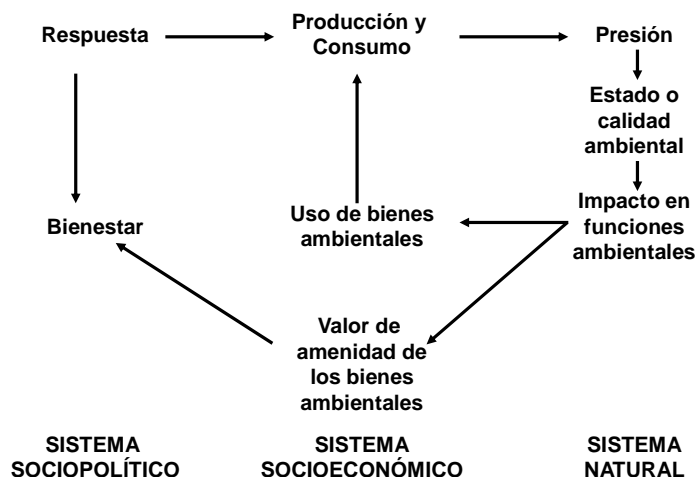 Respuesta
Producción y
Consumo
Presión
Estado o
calidad
ambiental
Bienestar
Uso de bienes
ambientales
Impacto en
funciones
ambientales
Valor de
amenidad de
los bienes
ambientales
SISTEMA
SOCIOPOLÍTICO
SISTEMA
SOCIOECONÓMICO
SISTEMA
NATURAL